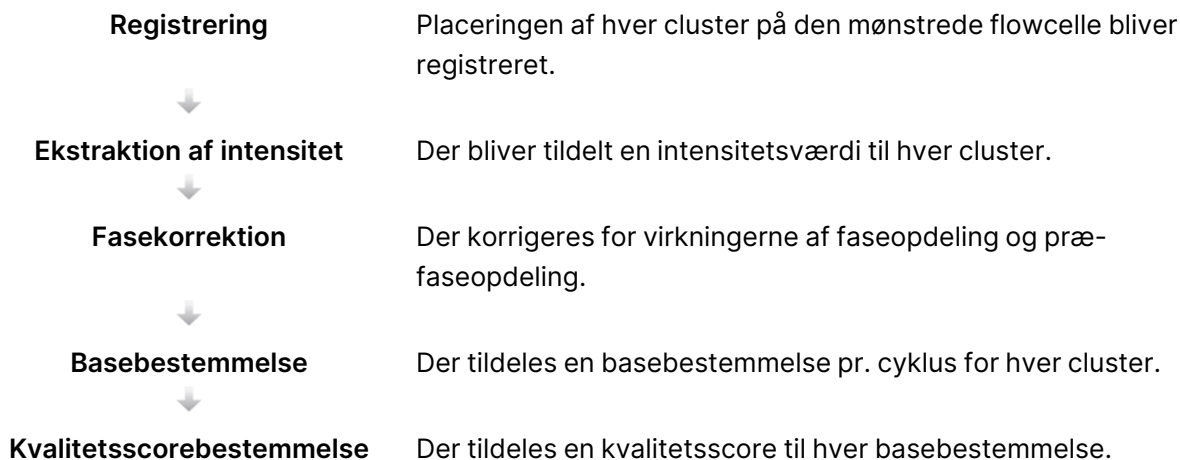 Registrering
Placeringen af hver cluster på den mønstrede flowcelle bliver
registreret.
Ekstraktion af intensitet
Der bliver tildelt en intensitetsværdi til hver cluster.
Fasekorrektion
Der korrigeres for virkningerne af faseopdeling og præ-
faseopdeling.
Basebestemmelse
Der tildeles en basebestemmelse pr. cyklus for hver cluster.
Kvalitetsscorebestemmelse
Der tildeles en kvalitetsscore til hver basebestemmelse.